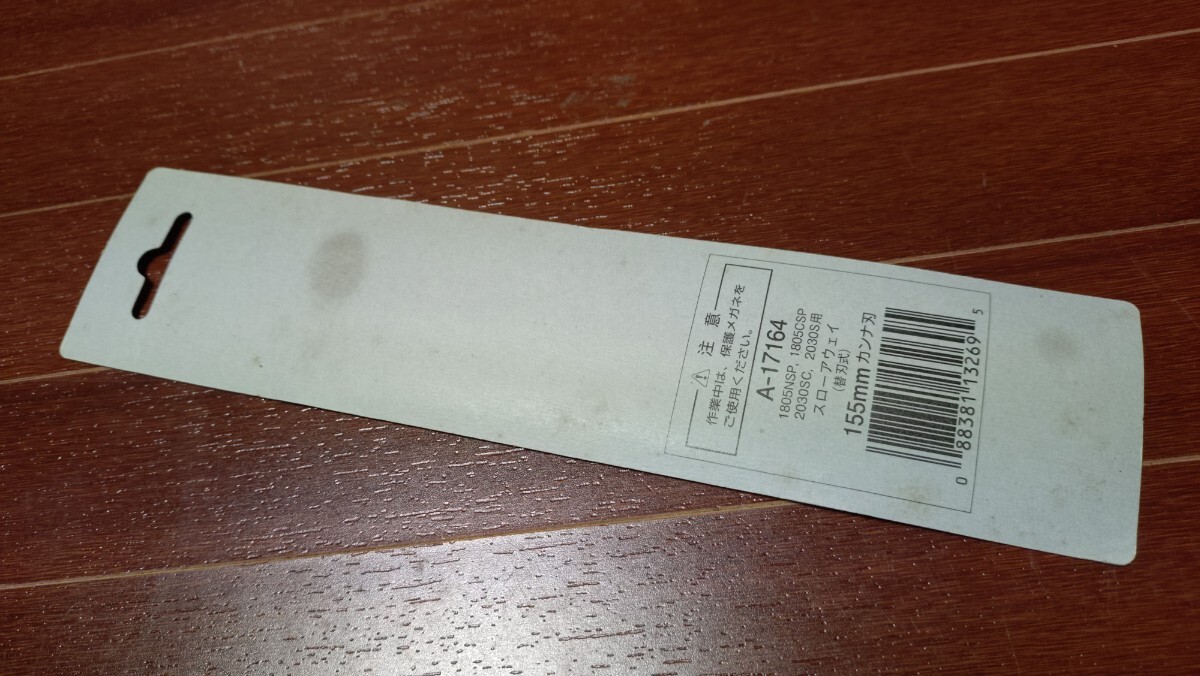 ⚠ 注意
作業中は、保護メガネを
ご使用ください。
A-17164
1805NSP, 1805CSP
2030SC, 2030S用
スローアウェイ
(替刃式)
155mm カンナ刃
0 88381 13269 5